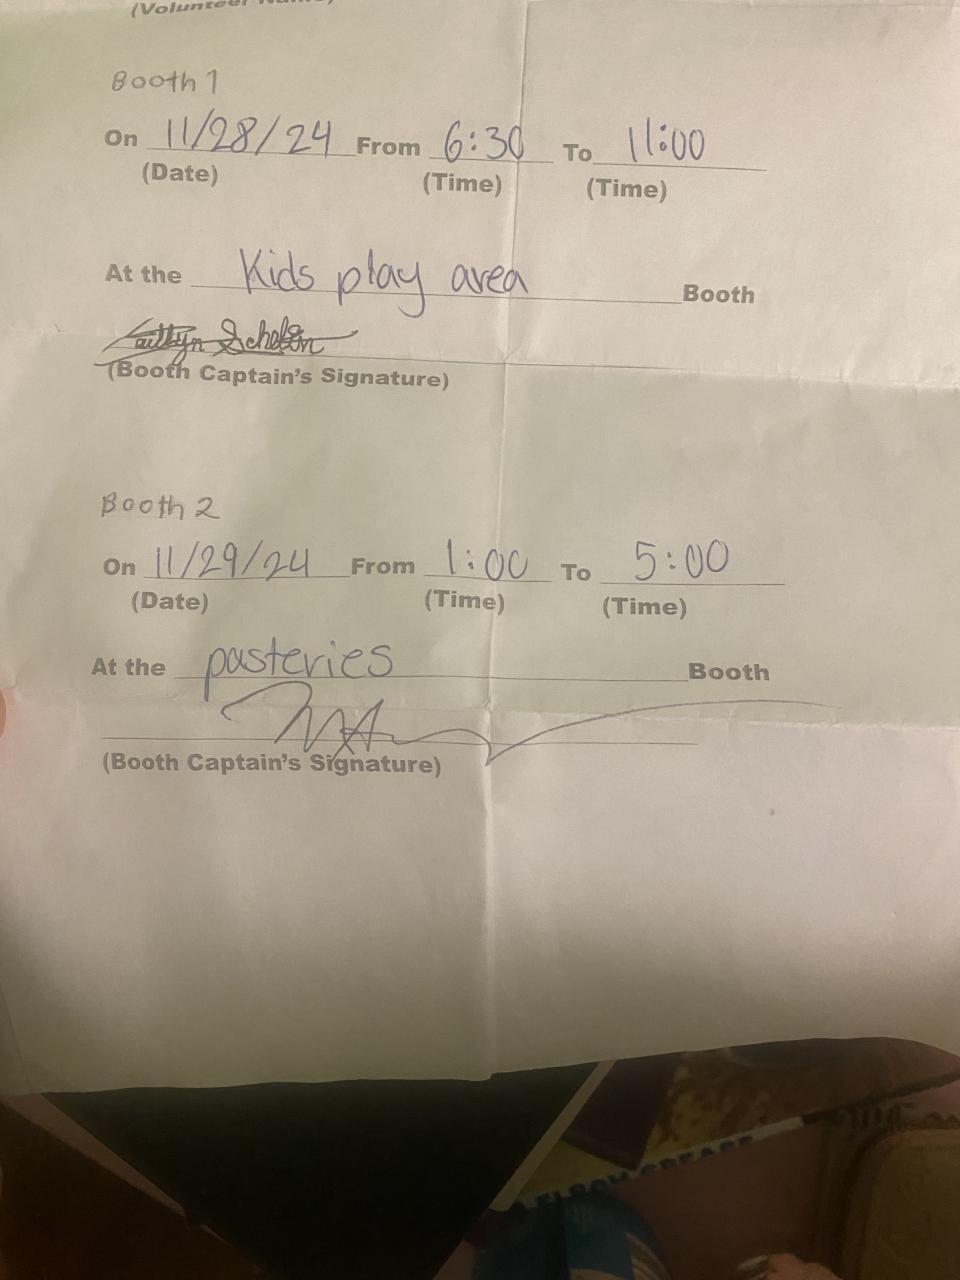 (Volunteer Name)
Booth 1
On 11/28/24 From 6:30 To 11:00
(Date) (Time) (Time)
At the Kids play area Booth
(Booth Captain's Signature)
Booth 2
On 11/29/24 From 1:00 To 5:00
(Date) (Time) (Time)
At the pasteries Booth
(Booth Captain's Signature)